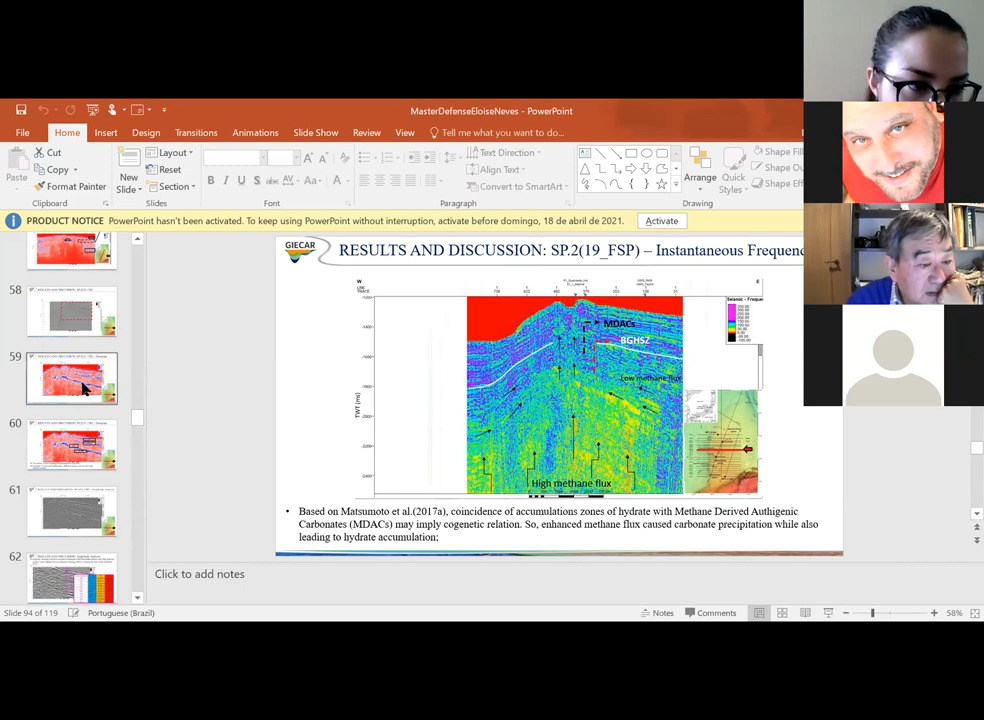 MasterDefenseEloiseNeves - PowerPoint
File Home Insert Design Transitions Animations Slide Show Review View Tell me what you want to do...
Paste
Cut
Copy
Format Painter
Clipboard
New
Slide
Layout
Reset
Section
Slides
Font
Text Direction
Align Text
Convert to SmartArt
Paragraph
Arrange
Quick
Styles
Shape Fill
Shape
Shape Effe
Drawing
PRODUCT NOTICE PowerPoint hasn't been activated. To keep using PowerPoint without interruption, activate before domingo, 18 de abril de 2021. Activate
58
59
60
61
62
GIECAR
RESULTS AND DISCUSSION: SP.2(19_FSP) – Instantaneous Frequenc
W
E
LINE
TRACE
TWT (ms)
MDACs
BGHSZ
Low methane flux
High methane flux
• Based on Matsumoto et al.(2017a), coincidence of accumulations zones of hydrate with Methane Derived Authigenic
Carbonates (MDACs) may imply cogenetic relation. So, enhanced methane flux caused carbonate precipitation while also
leading to hydrate accumulation;
Click to add notes
Slide 94 of 119 Portuguese (Brazil) Notes Comments 58%